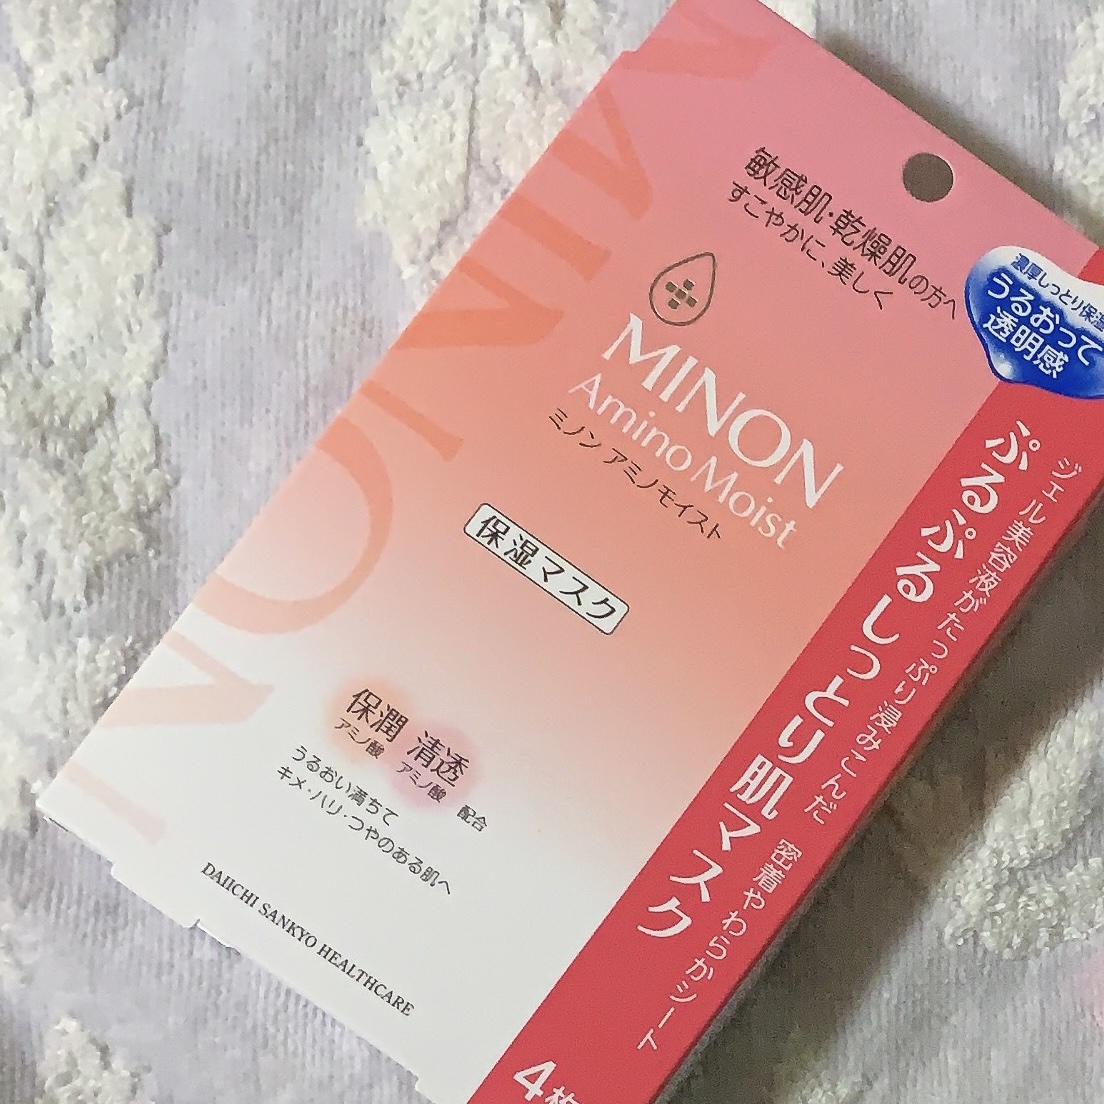 敏感肌・乾燥肌の方へ
すこやかに、美しく
MINON
Amino Moist
ミノン アミノモイスト
保湿マスク
保潤 清透
アミノ酸 アミノ酸 配合
うるおい満ちて
キメ・ハリ・つやのある肌へ
DAIICHI SANKYO HEALTHCARE
濃厚しっとり保湿
うるおって
透明感
ジェル美容液がたっぷり浸みこんだ 密着やわらかシート
ぷるぷるしっとり肌マスク
4枚
MINON